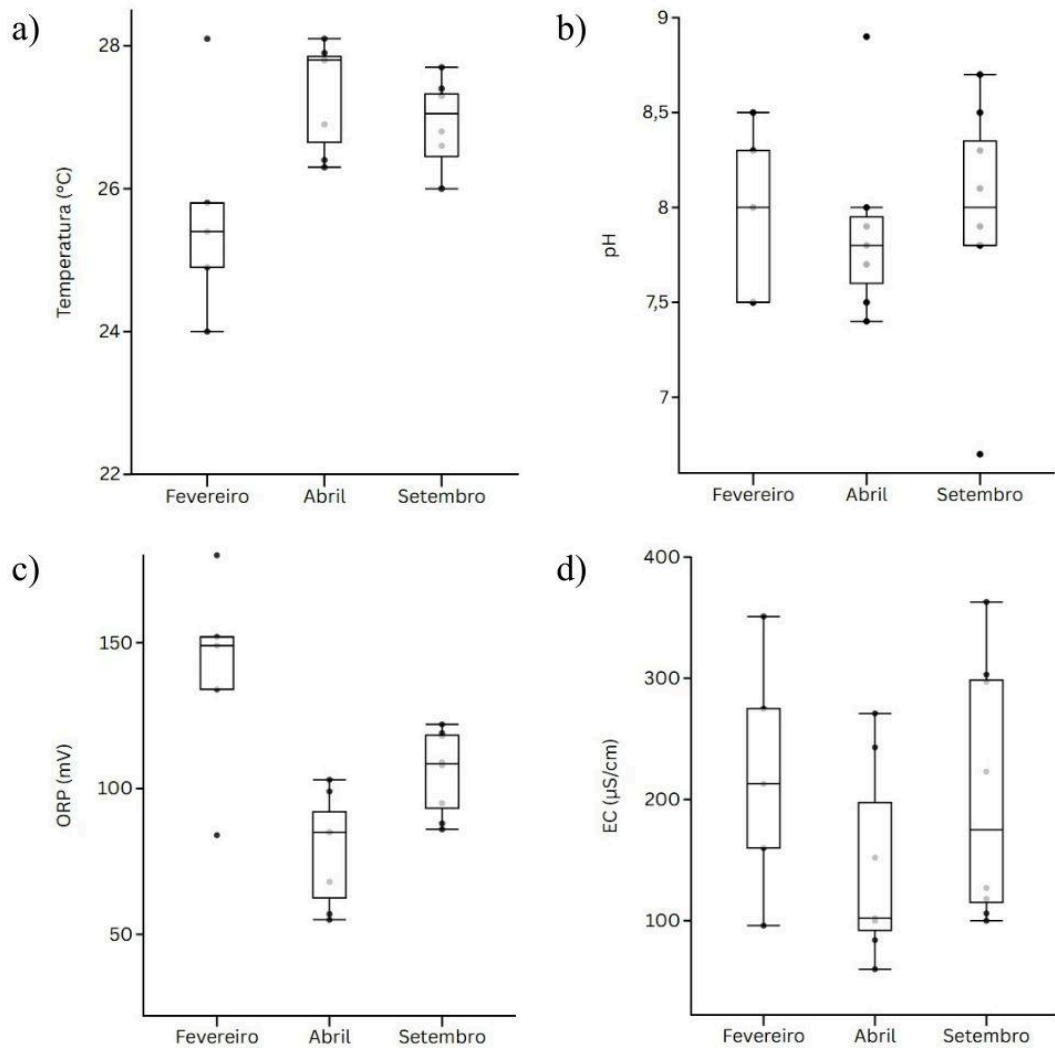 a)
Temperatura (°C)
28
26
24
22
Fevereiro Abril Setembro
b)
pH
9
8,5
8
7,5
7
Fevereiro Abril Setembro
c)
ORP (mV)
150
100
50
Fevereiro Abril Setembro
d)
EC (µS/cm)
400
300
200
100
Fevereiro Abril Setembro